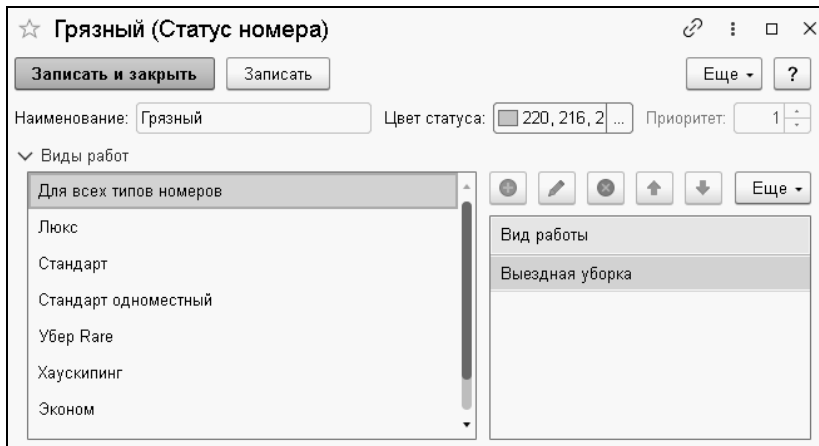 Грязный (Статус номера)
Записать и закрыть Записать Еще ?
Наименование: Грязный Цвет статуса: 220, 216, 2 ... Приоритет: 1
Виды работ
Для всех типов номеров Еще
Люкс Вид работы
Стандарт Выездная уборка
Стандарт одноместный
Убер Rare
Хаускипинг
Эконом